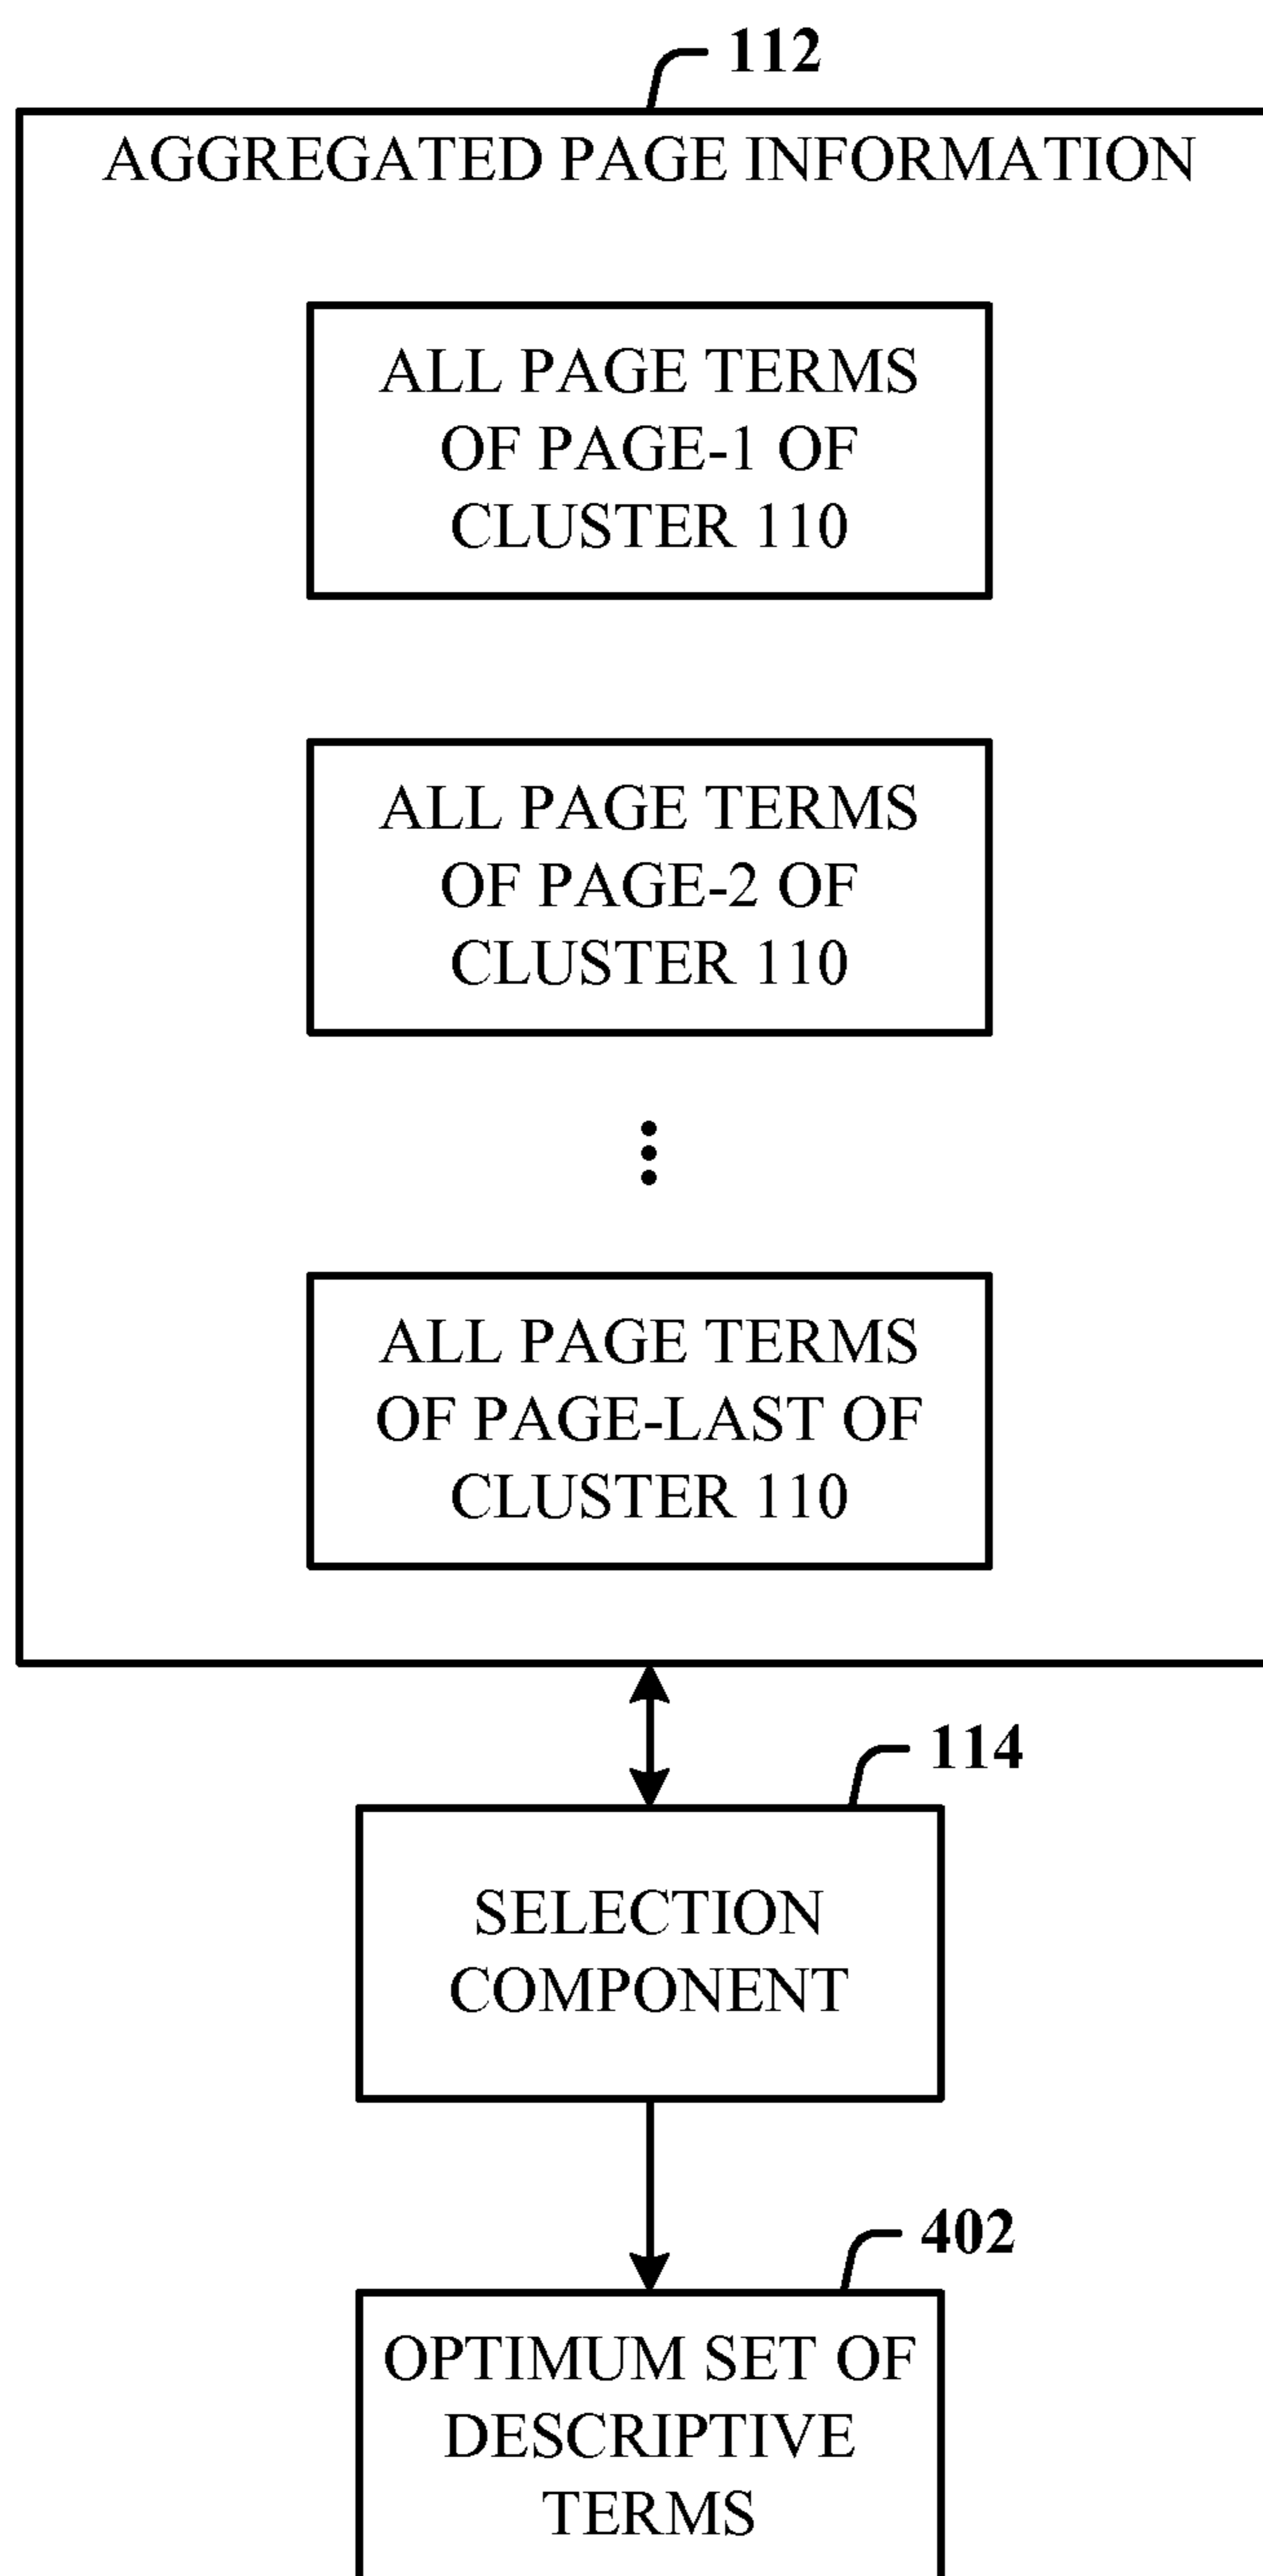 112
AGGREGATED PAGE INFORMATION
ALL PAGE TERMS
OF PAGE-1 OF
CLUSTER 110
ALL PAGE TERMS
OF PAGE-2 OF
CLUSTER 110
ALL PAGE TERMS
OF PAGE-LAST OF
CLUSTER 110
114
SELECTION
COMPONENT
402
OPTIMUM SET OF
DESCRIPTIVE
TERMS